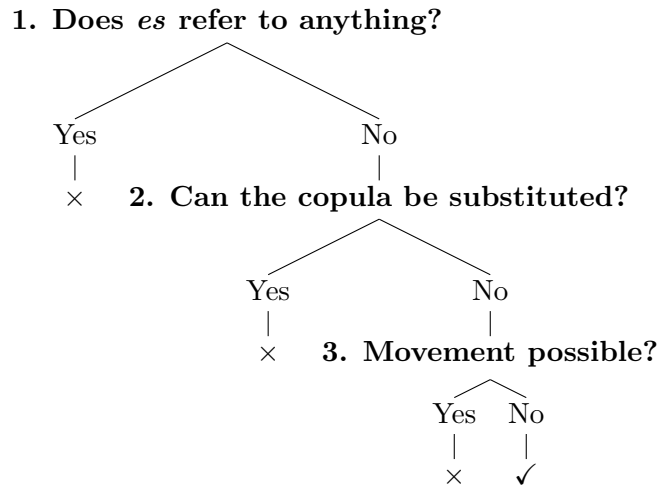 1. Does es refer to anything?
Yes No
× 2. Can the copula be substituted?
Yes No
× 3. Movement possible?
Yes No
× ✓